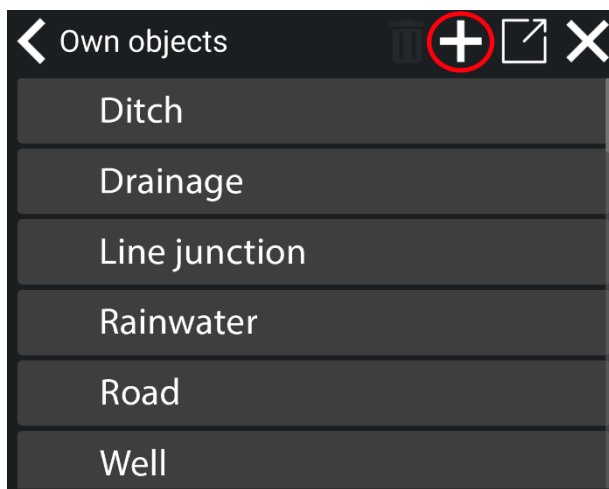 Own objects
Ditch
Drainage
Line junction
Rainwater
Road
Well